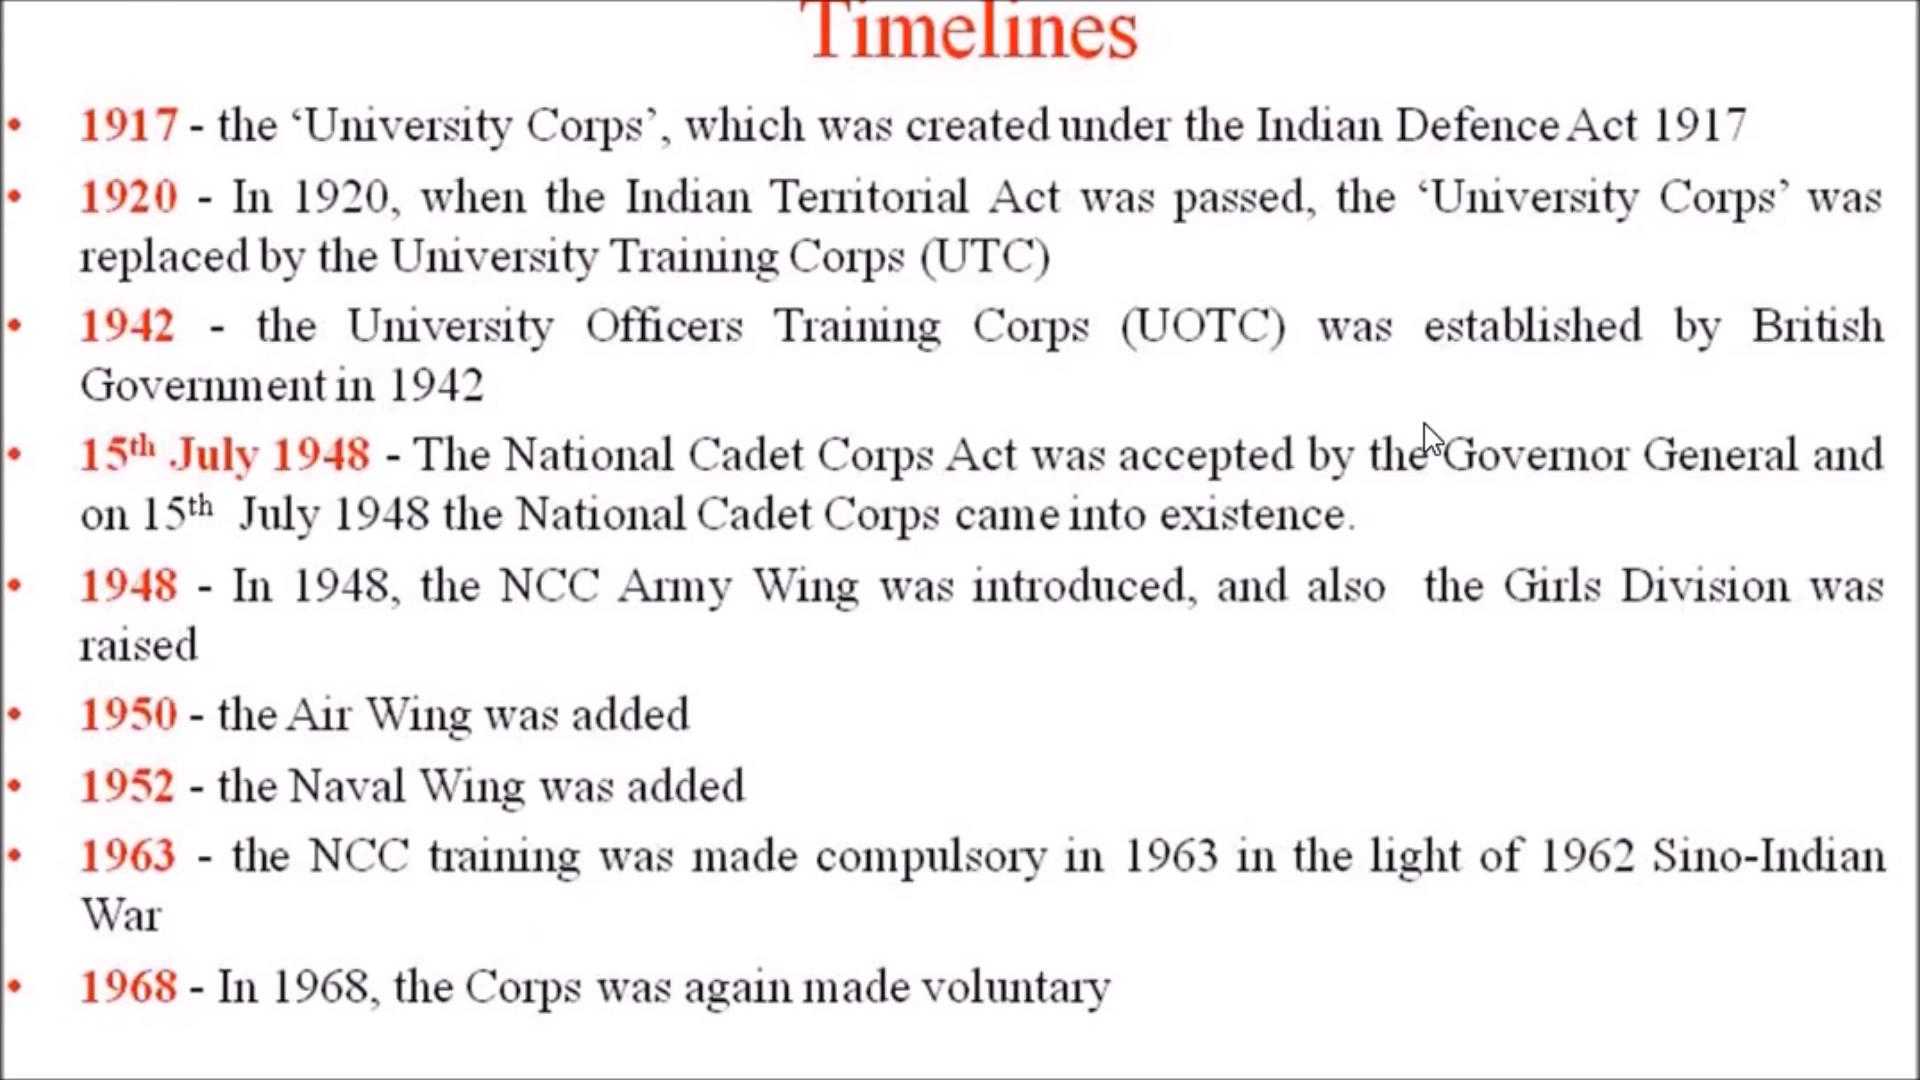 Timelines
• 1917 - the ‘University Corps’, which was created under the Indian Defence Act 1917
• 1920 - In 1920, when the Indian Territorial Act was passed, the ‘University Corps’ was
replaced by the University Training Corps (UTC)
• 1942 - the University Officers Training Corps (UOTC) was established by British
Government in 1942
• 15th July 1948 - The National Cadet Corps Act was accepted by the Governor General and
on 15th July 1948 the National Cadet Corps came into existence.
• 1948 - In 1948, the NCC Army Wing was introduced, and also the Girls Division was
raised
• 1950 - the Air Wing was added
• 1952 - the Naval Wing was added
• 1963 - the NCC training was made compulsory in 1963 in the light of 1962 Sino-Indian
War
• 1968 - In 1968, the Corps was again made voluntary